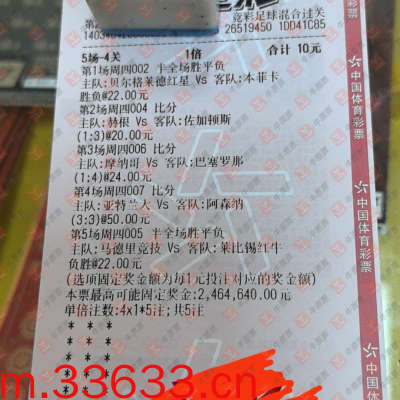 竞彩足球混合过关
26519450 10D41C85
5场-4关 1倍 合计 10元
第1场周四002 半全场胜平负
主队:贝尔格莱德红星 Vs 客队:本菲卡
胜负@22.00元
第2场周四004 比分
主队:赫根 Vs 客队:佐加顿斯
(1:3)@20.00元
第3场周四006 比分
主队:摩纳哥 Vs 客队:巴塞罗那
(1:4)@24.00元
第4场周四007 比分
主队:亚特兰大 Vs 客队:阿森纳
(3:3)@50.00元
第5场周四005 半全场胜平负
主队:马德里竞技 Vs 客队:莱比锡红牛
负胜@22.00元
(选项固定奖金额为每1元投注对应的奖金额)
本票最高可能固定奖金:2,464,640.00元
单倍注数:4x1*5注;共5注
* * *
* * *
* * *
* * *
* * *
中国体育彩票
中国体育彩票
m.33633.cn